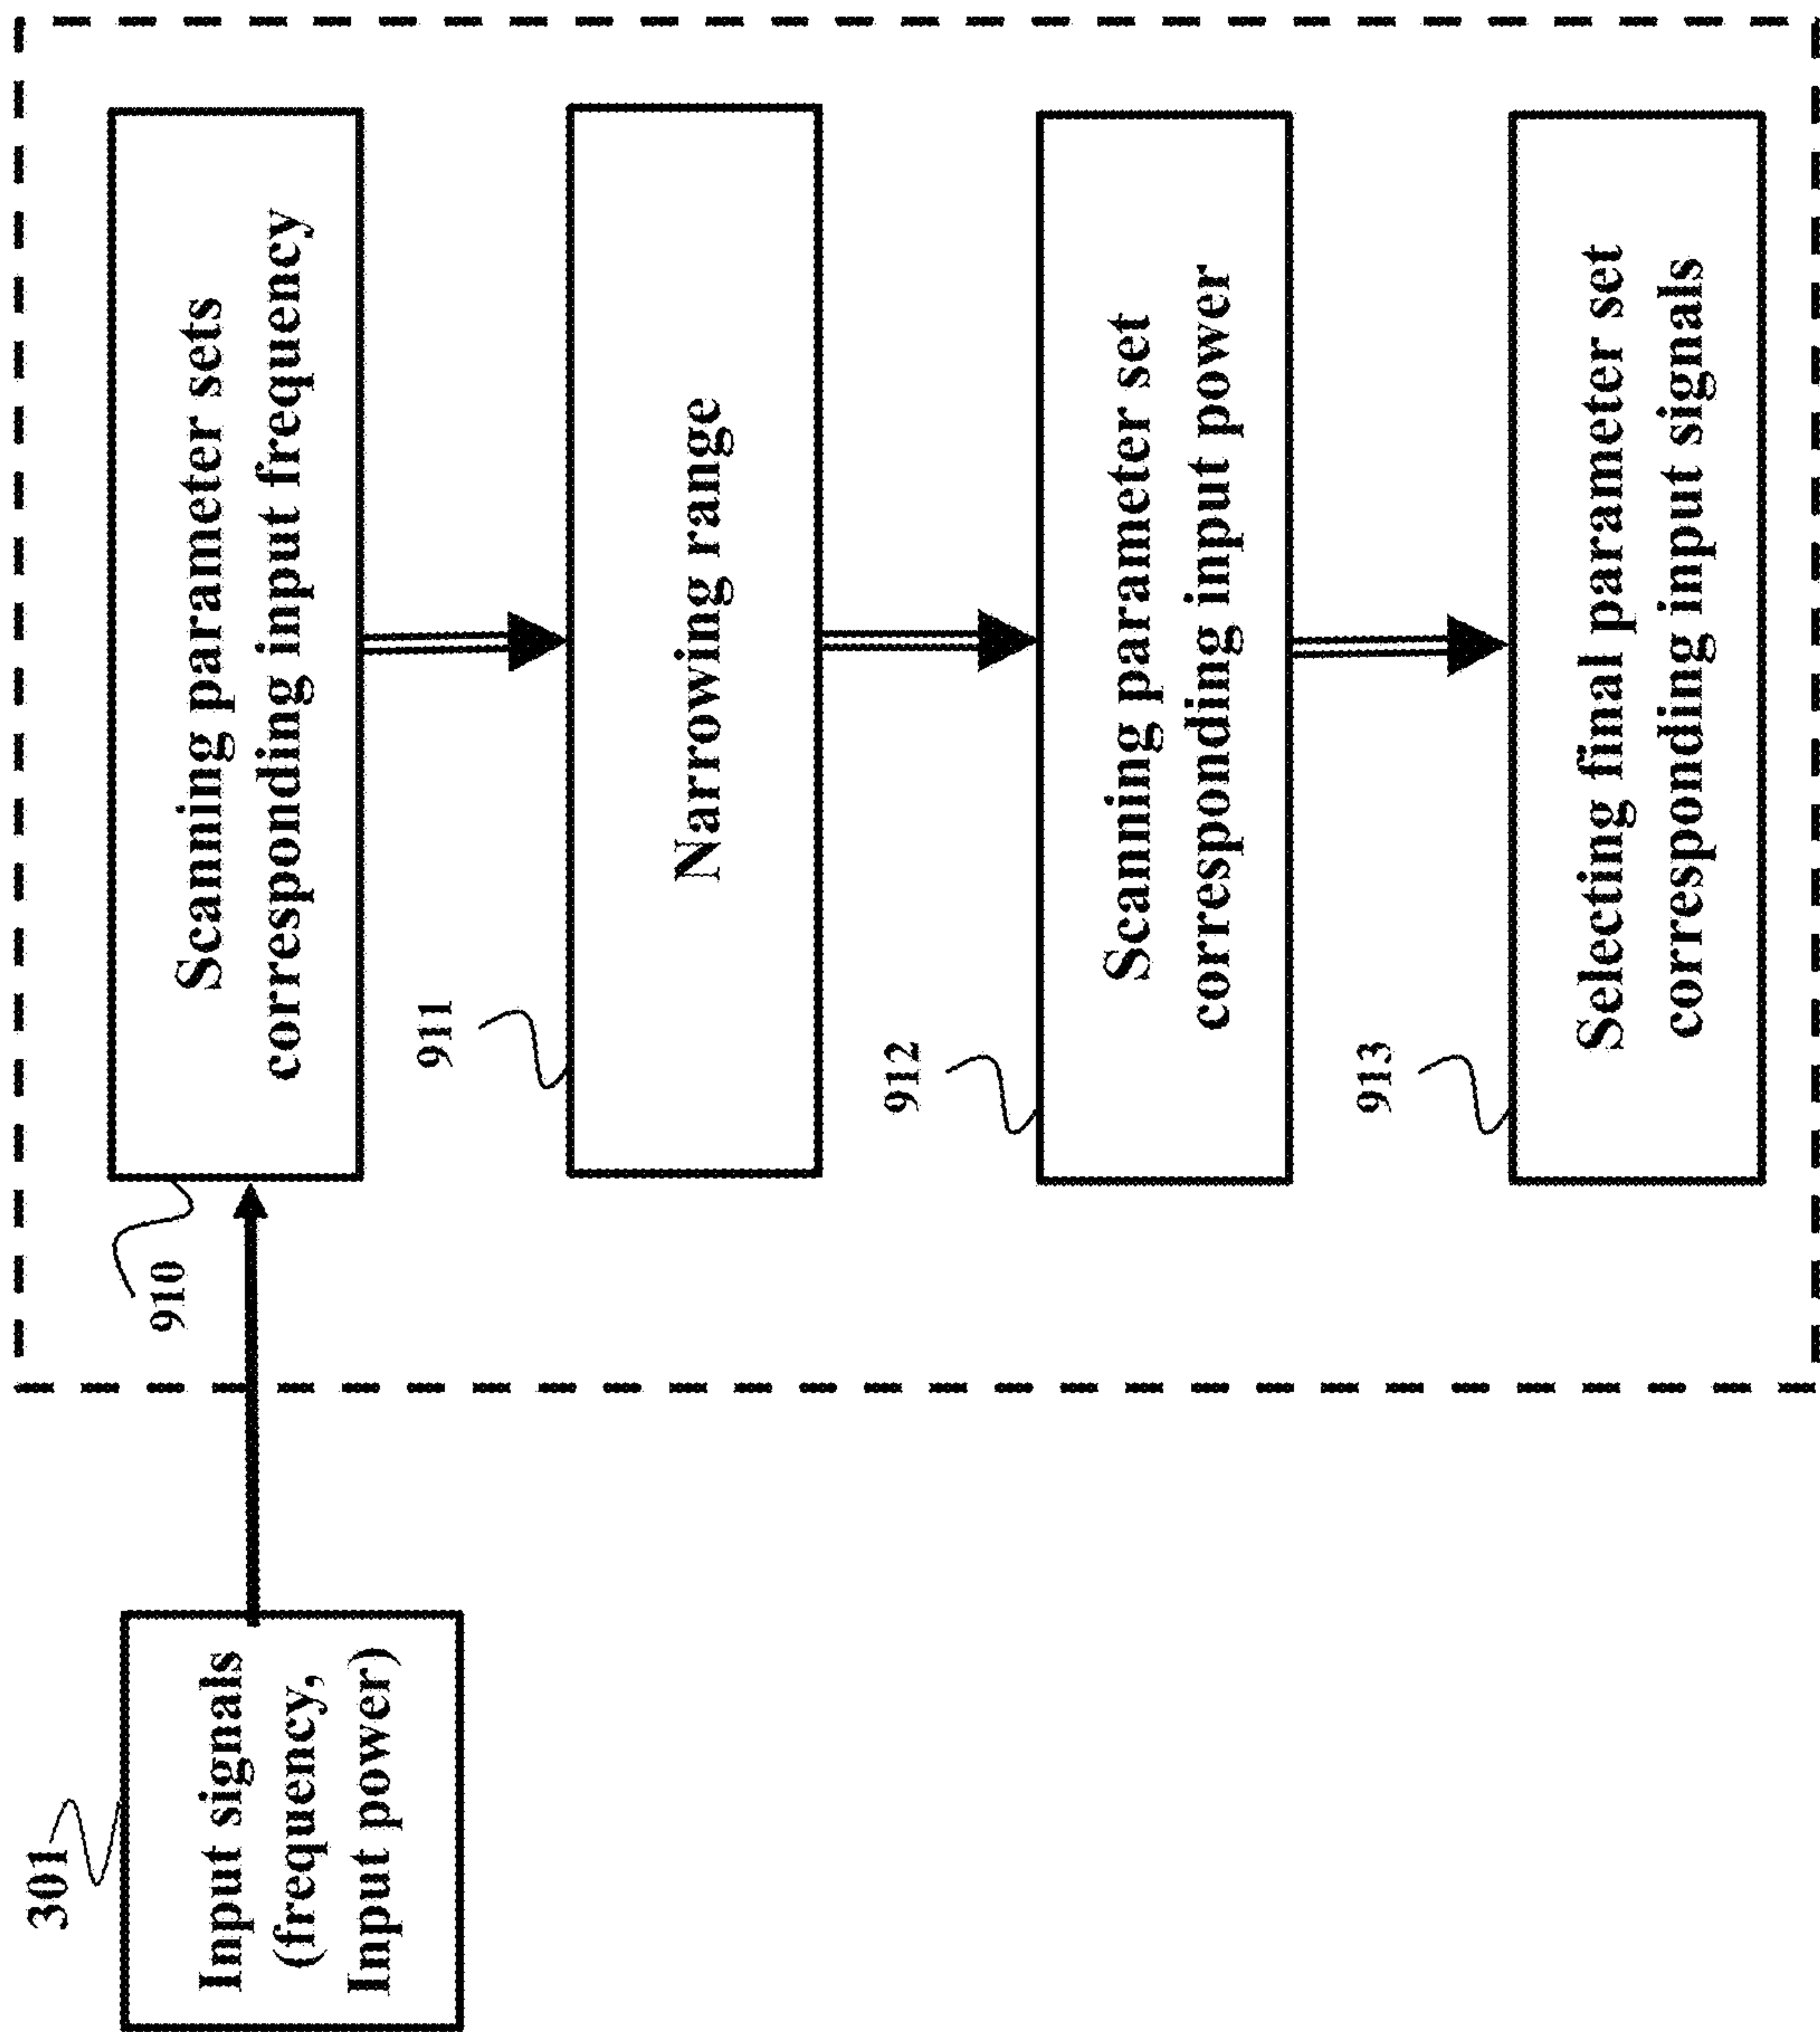 301
Input signals
(frequency,
Input power)
910
Scanning parameter sets
corresponding input frequency
911
Narrowing range
912
Scanning parameter set
corresponding input power
913
Selecting final parameter set
corresponding input signals